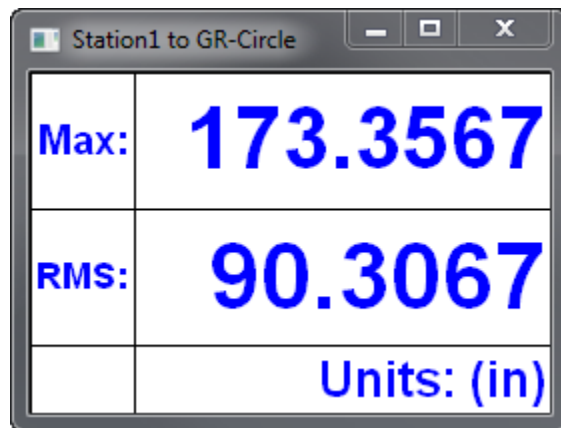 Station1 to GR-Circle
Max: 173.3567
RMS: 90.3067
Units: (in)